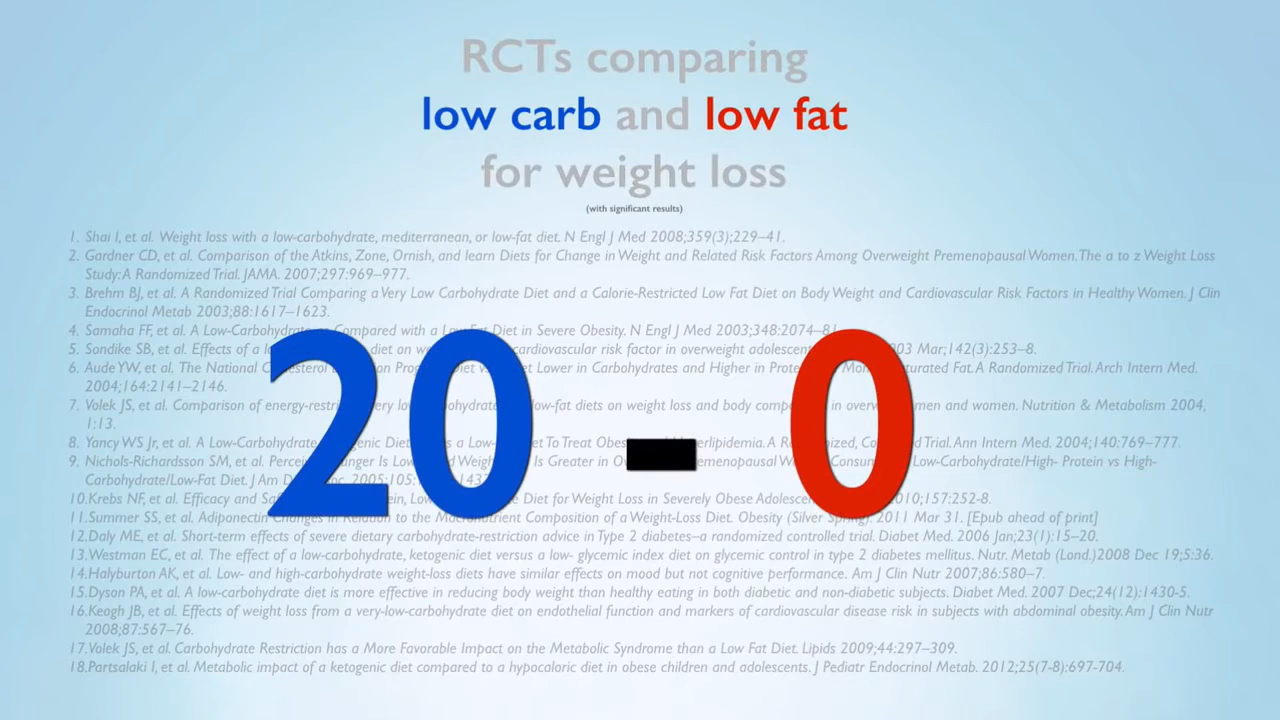 RCTs comparing
low carb and low fat
for weight loss
(with significant results)
1. Shai I, et al. Weight loss with a low-carbohydrate, mediterranean, or low-fat diet. N Engl J Med 2008;359(3);229–41.
2. Gardner CD, et al. Comparison of the Atkins, Zone, Ornish, and learn Diets for Change in Weight and Related Risk Factors Among Overweight Premenopausal Women. The a to z Weight Loss
Study: A Randomized Trial. JAMA. 2007;297:969–977.
3. Brehm BJ, et al. A Randomized Trial Comparing a Very Low Carbohydrate Diet and a Calorie-Restricted Low Fat Diet on Body Weight and Cardiovascular Risk Factors in Healthy Women. J Clin
Endocrinol Metab 2003;88:1617–1623.
4. Samaha FF, et al. A Low-Carbohydrate as Compared with a Low-Fat Diet in Severe Obesity. N Engl J Med 2003;348:2074–81.
5. Sondike SB, et al. Effects of a diet on cardiovascular risk factor in overweight Mar;142(3):253–8.
6. Aude YW, et al. The National Diet Lower in Carbohydrates and Higher in Fat. A Randomized Trial. Arch Intern Med.
2004;164:2141–2146.
7. Volek JS, et al. Comparison of low-fat diets on weight loss and body in men and women. Nutrition & Metabolism 2004,
1:13.
8. Yancy WS Jr, et al. A Low-Carbohydrate, Diet a To Treat Trial. Ann Intern Med. 2004;140:769–777.
9. Nichols-Richardsson SM, et al. Is Is Greater in Low-Carbohydrate/High- Protein vs High-
Carbohydrate/Low-Fat Diet. J Am 2005;105:
10.Krebs NF, et al. Efficacy and Diet for Weight Loss in Severely Obese 157:252-8.
11.Summer SS, et al. Adiponectin Changes in Relation to the Macronutrient Composition of a Weight-Loss Diet. Obesity (Silver Spring). 2011 Mar 31. [Epub ahead of print]
12.Daly ME, et al. Short-term effects of severe dietary carbohydrate-restriction advice in Type 2 diabetes–a randomized controlled trial. Diabet Med. 2006 Jan;23(1):15–20.
13.Westman EC, et al. The effect of a low-carbohydrate, ketogenic diet versus a low- glycemic index diet on glycemic control in type 2 diabetes mellitus. Nutr. Metab (Lond.)2008 Dec 19;5:36.
14.Halyburton AK, et al. Low- and high-carbohydrate weight-loss diets have similar effects on mood but not cognitive performance. Am J Clin Nutr 2007;86:580–7.
15.Dyson PA, et al. A low-carbohydrate diet is more effective in reducing body weight than healthy eating in both diabetic and non-diabetic subjects. Diabet Med. 2007 Dec;24(12):1430-5.
16.Keogh JB, et al. Effects of weight loss from a very-low-carbohydrate diet on endothelial function and markers of cardiovascular disease risk in subjects with abdominal obesity. Am J Clin Nutr
2008;87:567–76.
17.Volek JS, et al. Carbohydrate Restriction has a More Favorable Impact on the Metabolic Syndrome than a Low Fat Diet. Lipids 2009;44:297–309.
18.Partsalaki I, et al. Metabolic impact of a ketogenic diet compared to a hypocaloric diet in obese children and adolescents. J Pediatr Endocrinol Metab. 2012;25(7-8):697-704.
20 - 0